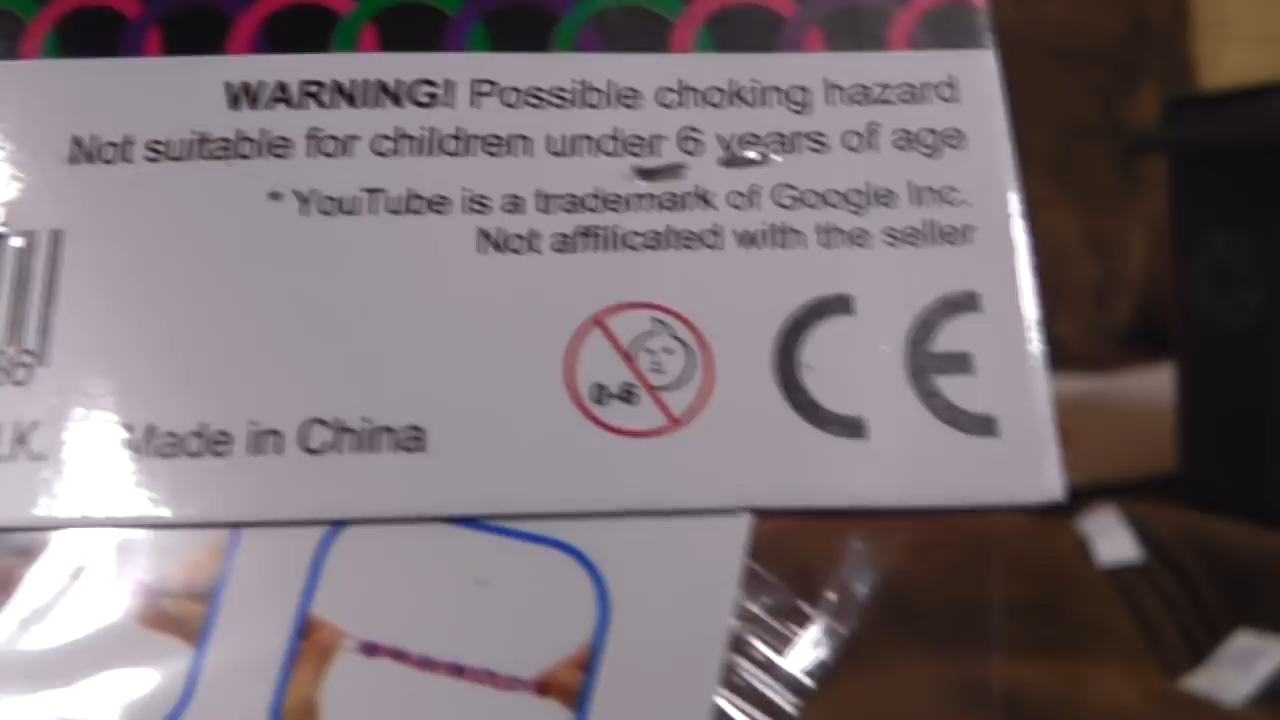 WARNING! Possible choking hazard
Not suitable for children under 6 years of age
* YouTube is a trademark of Google Inc.
Not affilicated with the seller
0-6
CE
.K. Made in China